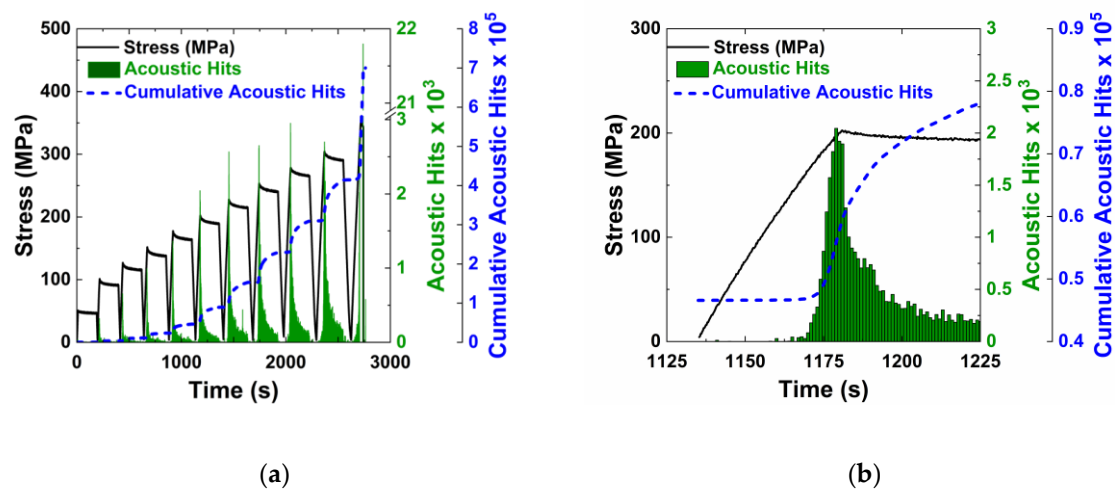 500
400
300
200
100
0
Stress (MPa)
Stress (MPa)
Acoustic Hits
Cumulative Acoustic Hits
0
1000
2000
3000
Time (s)
22
21
3
2
1
0
Acoustic Hits x 10³
8
7
6
5
4
3
2
1
0
Cumulative Acoustic Hits x 10⁵
(a)
300
200
100
0
Stress (MPa)
Stress (MPa)
Acoustic Hits
Cumulative Acoustic Hits
1125
1150
1175
1200
1225
Time (s)
3
2.5
2
1.5
1
0.5
0
Acoustic Hits x 10³
0.9
0.8
0.7
0.6
0.5
0.4
Cumulative Acoustic Hits x 10⁵
(b)